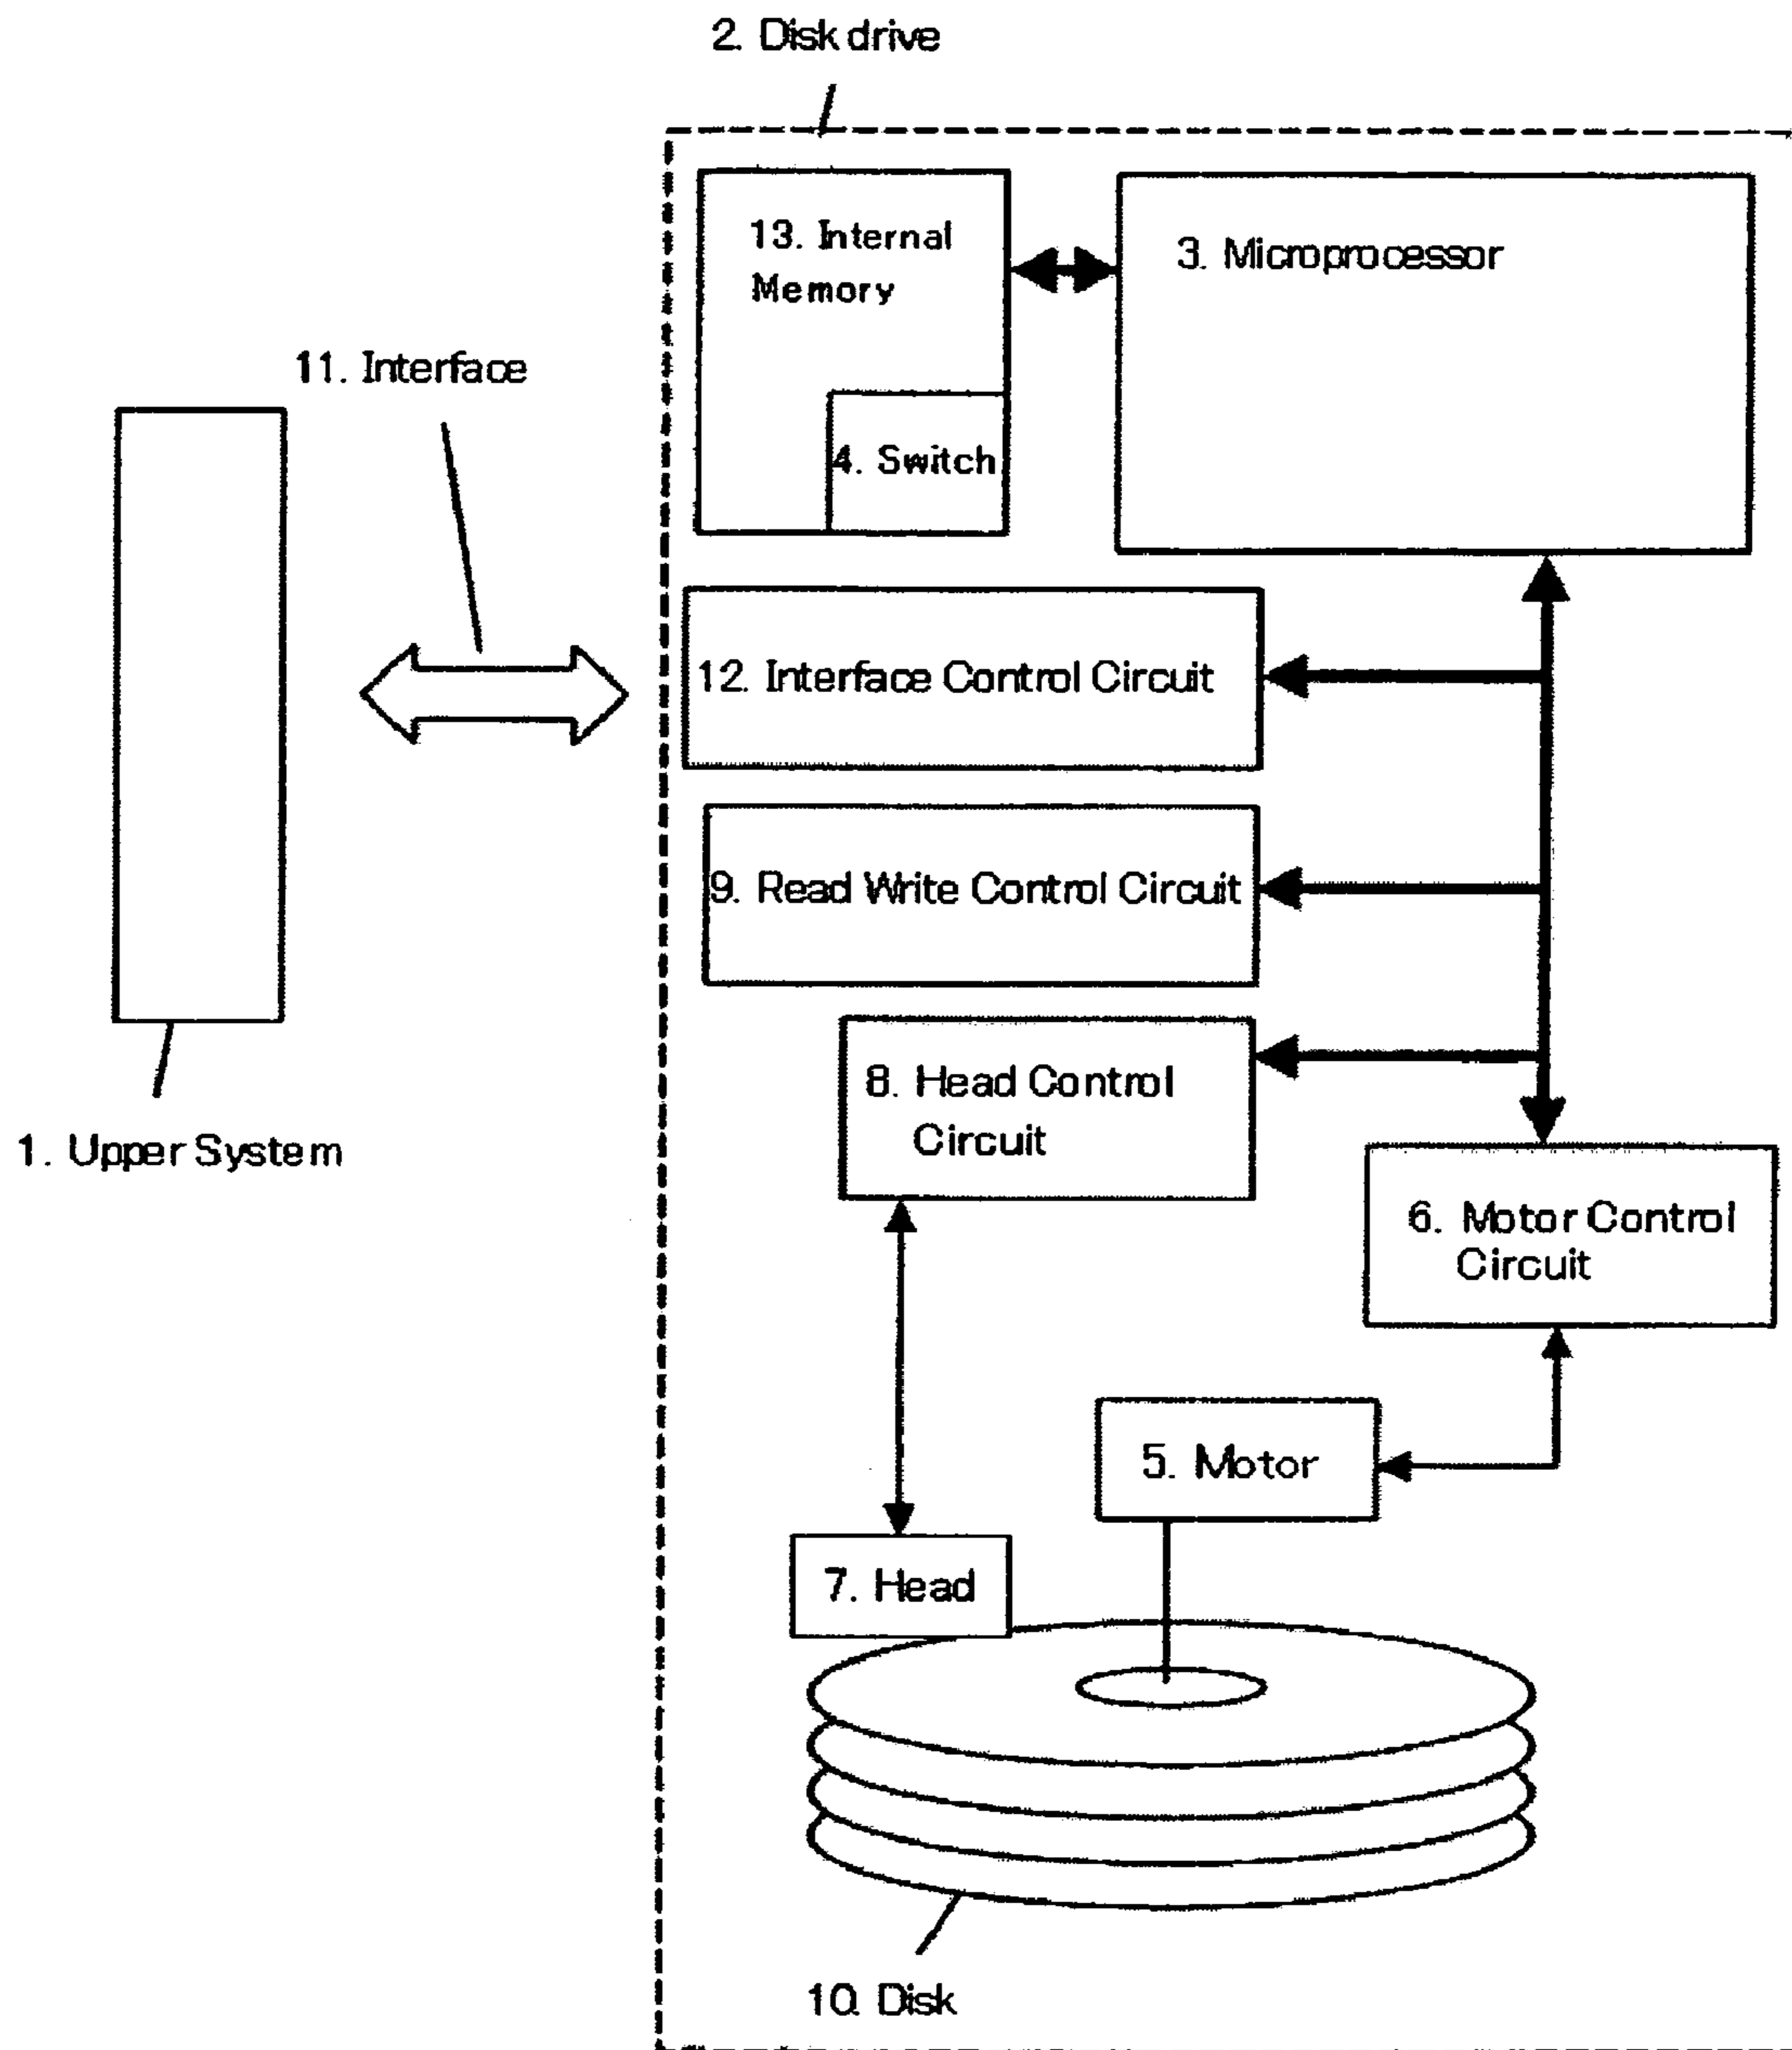 2. Disk drive
13. Internal
Memory
3. Microprocessor
11. Interface
4. Switch
12. Interface Control Circuit
9. Read Write Control Circuit
8. Head Control
Circuit
1. Upper System
6. Motor Control
Circuit
5. Motor
7. Head
10. Disk